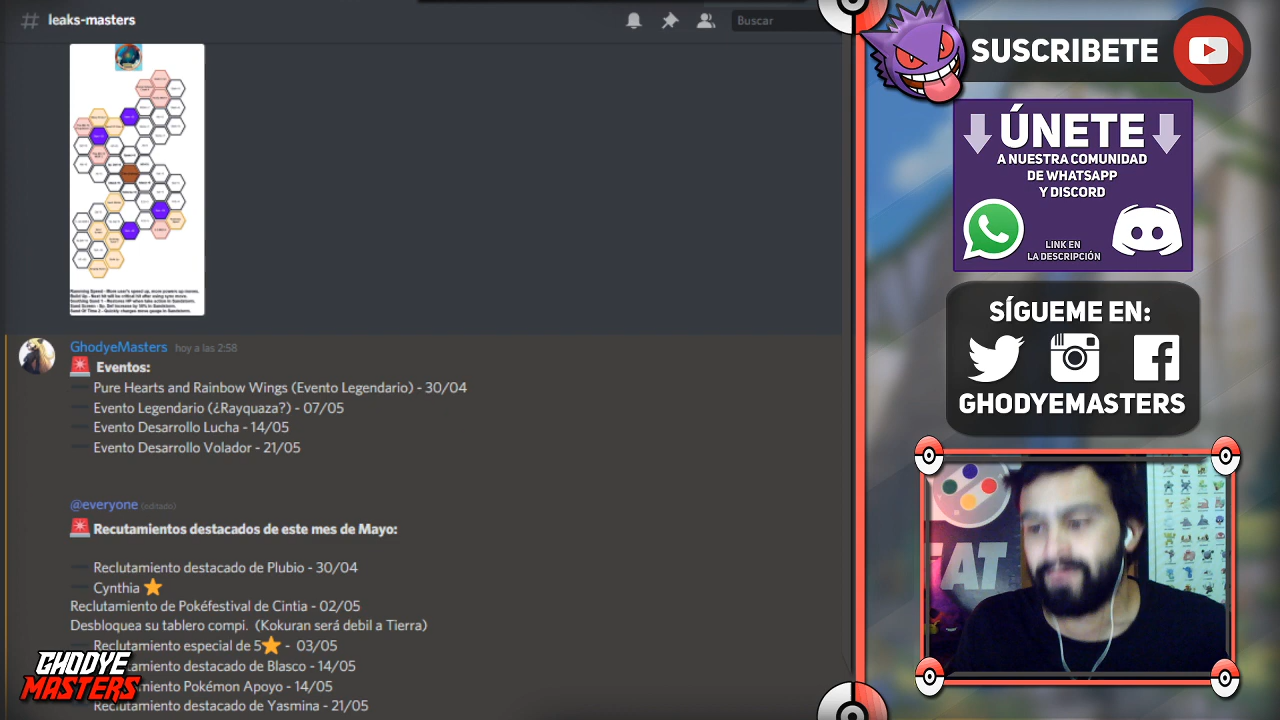 # leaks-masters
Buscar
GhodyeMasters hoy a las 2:58
Eventos:
Pure Hearts and Rainbow Wings (Evento Legendario) - 30/04
Evento Legendario (¿Rayquaza?) - 07/05
Evento Desarrollo Lucha - 14/05
Evento Desarrollo Volador - 21/05
@everyone (editado)
Recutamientos destacados de este mes de Mayo:
Reclutamiento destacado de Plubio - 30/04
Cynthia
Reclutamiento de Pokéfestival de Cintia - 02/05
Desbloquea su tablero compi. (Kokuran será debil a Tierra)
Reclutamiento especial de 5 - 03/05
miento destacado de Blasco - 14/05
miento Pokémon Apoyo - 14/05
Reclutamiento destacado de Yasmina - 21/05
GHODYE
MASTERS
SUSCRIBETE
ÚNETE
A NUESTRA COMUNIDAD
DE WHATSAPP
Y DISCORD
LINK EN
LA DESCRIPCIÓN
SÍGUEME EN:
GHODYEMASTERS
EAT